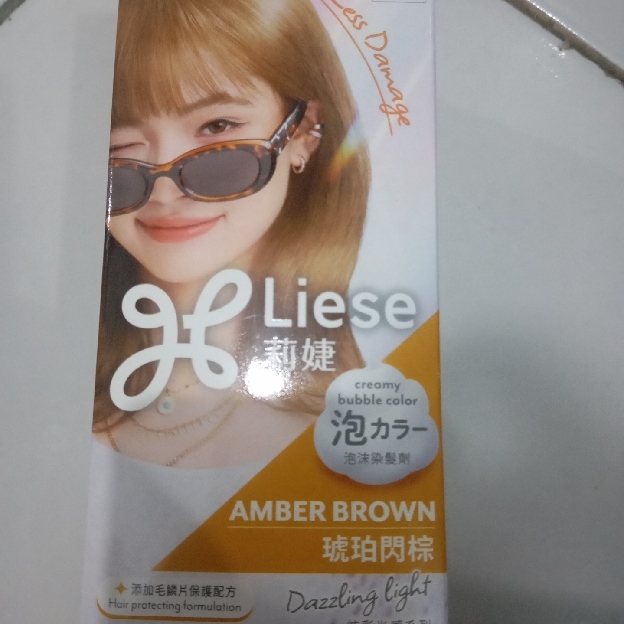 Less Damage
Liese
莉婕
creamy
bubble color
泡カラー
泡沫染髮劑
AMBER BROWN
琥珀閃棕
添加毛鱗片保護配方
Hair protecting formulation
Dazzling light